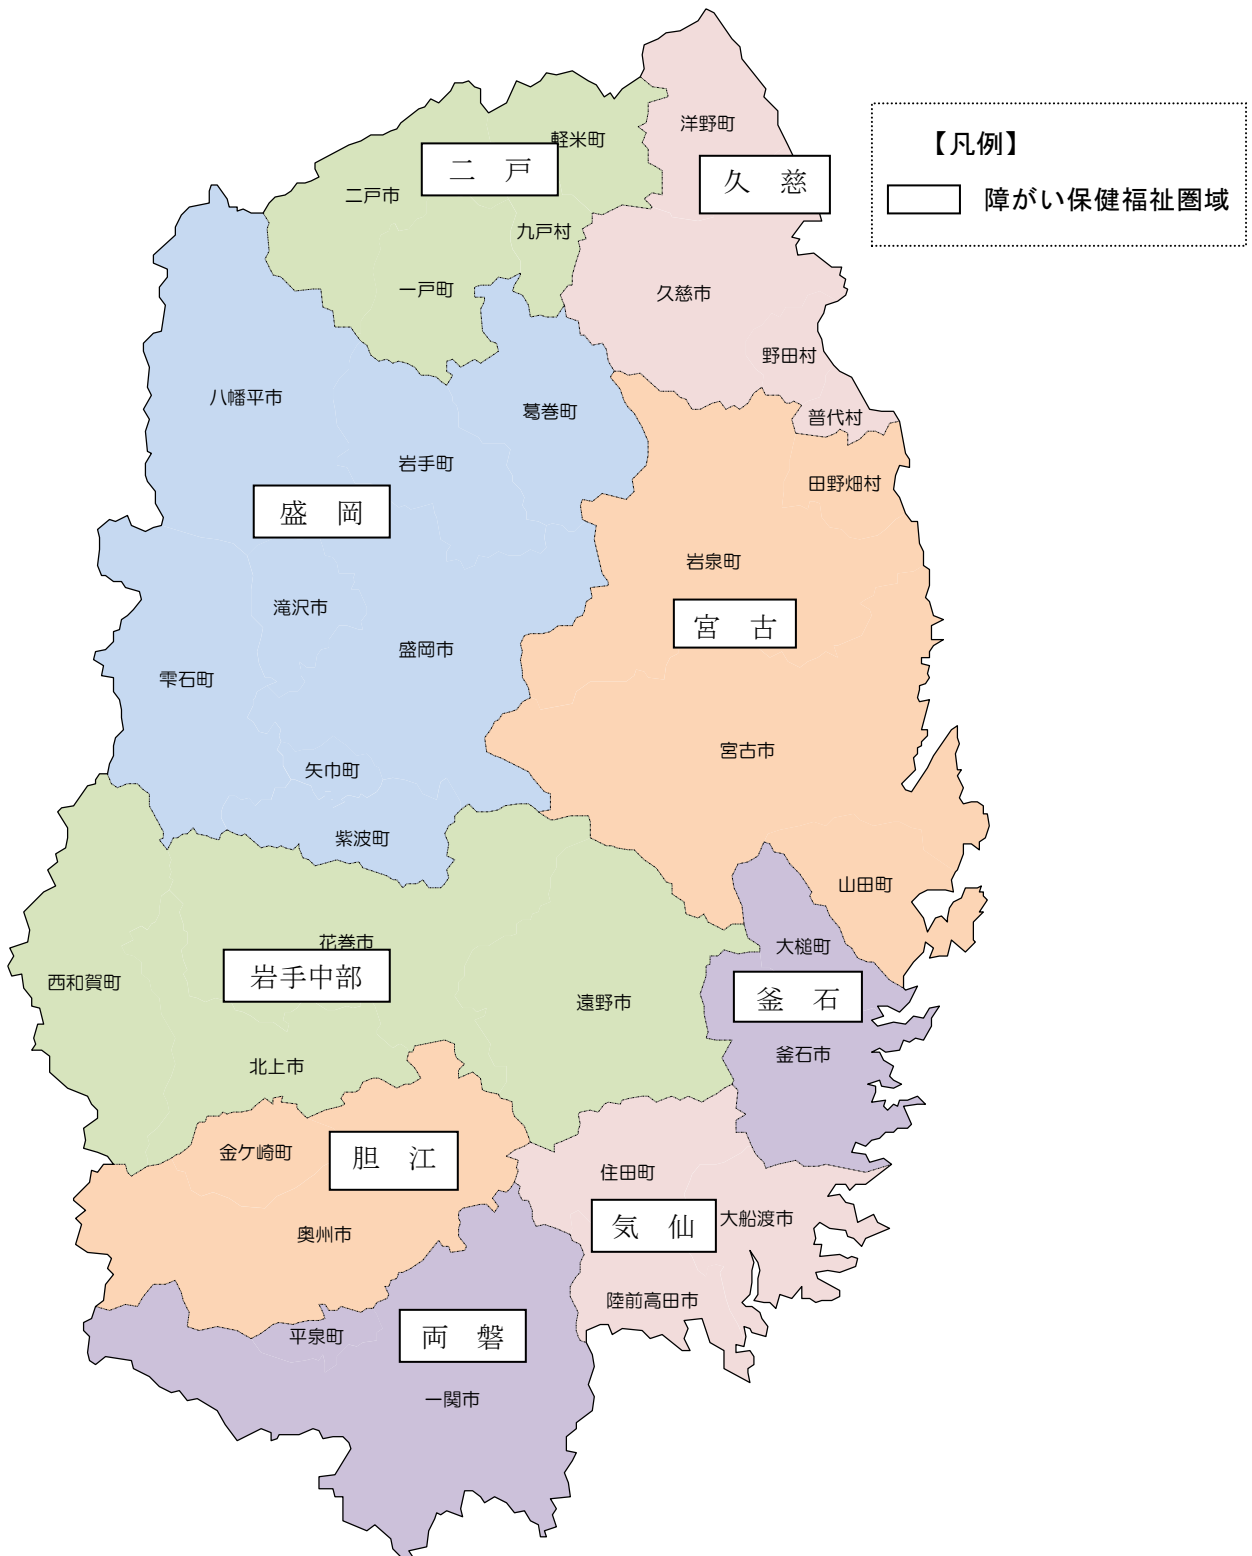 洋野町
軽米町
【凡例】
障がい保健福祉圏域
二　戸
久　慈
二戸市
九戸村
一戸町
久慈市
野田村
八幡平市
葛巻町
普代村
岩手町
田野畑村
盛　岡
岩泉町
滝沢市
宮　古
盛岡市
雫石町
宮古市
矢巾町
紫波町
山田町
花巻市
大槌町
岩手中部
西和賀町
釜　石
遠野市
釜石市
北上市
金ケ崎町
胆　江
住田町
気　仙
大船渡市
奥州市
陸前高田市
平泉町
両　磐
一関市